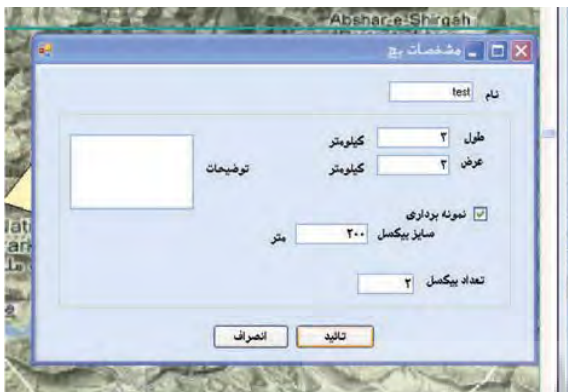 Abshar-e-Shirgah
مشخصات پچ
نام test
طول ۳ کیلومتر
عرض ۲ کیلومتر
توضیحات
نمونه برداری
سایز پیکسل ۲۰۰ متر
تعداد پیکسل ۲
تائید انصراف